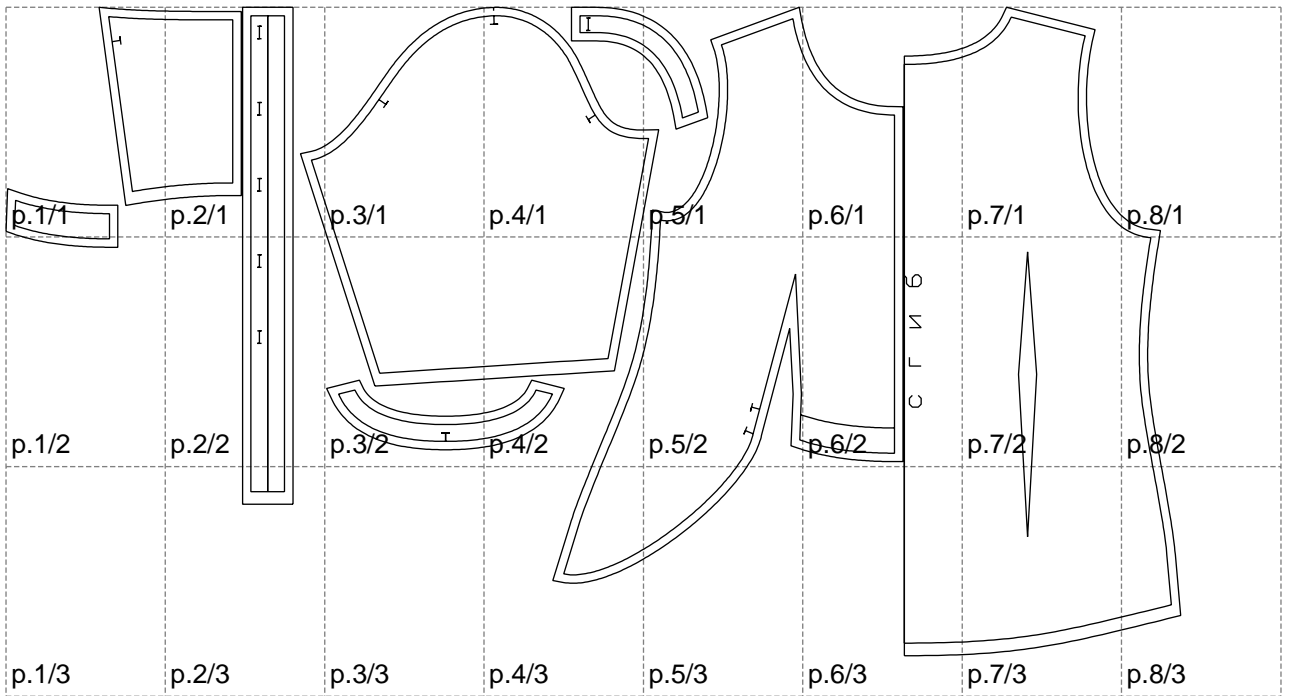 p.1/1 p.2/1 p.3/1 p.4/1 p.5/1 p.6/1 p.7/1 p.8/1
СГИБ
p.1/2 p.2/2 p.3/2 p.4/2 p.5/2 p.6/2 p.7/2 p.8/2
p.1/3 p.2/3 p.3/3 p.4/3 p.5/3 p.6/3 p.7/3 p.8/3